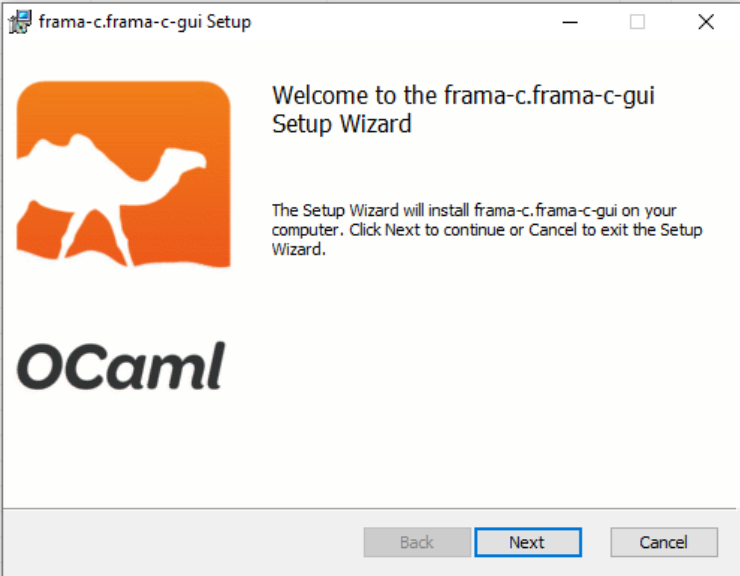 frama-c.frama-c-gui Setup
Welcome to the frama-c.frama-c-gui
Setup Wizard
The Setup Wizard will install frama-c.frama-c-gui on your
computer. Click Next to continue or Cancel to exit the Setup
Wizard.
OCaml
Back Next Cancel